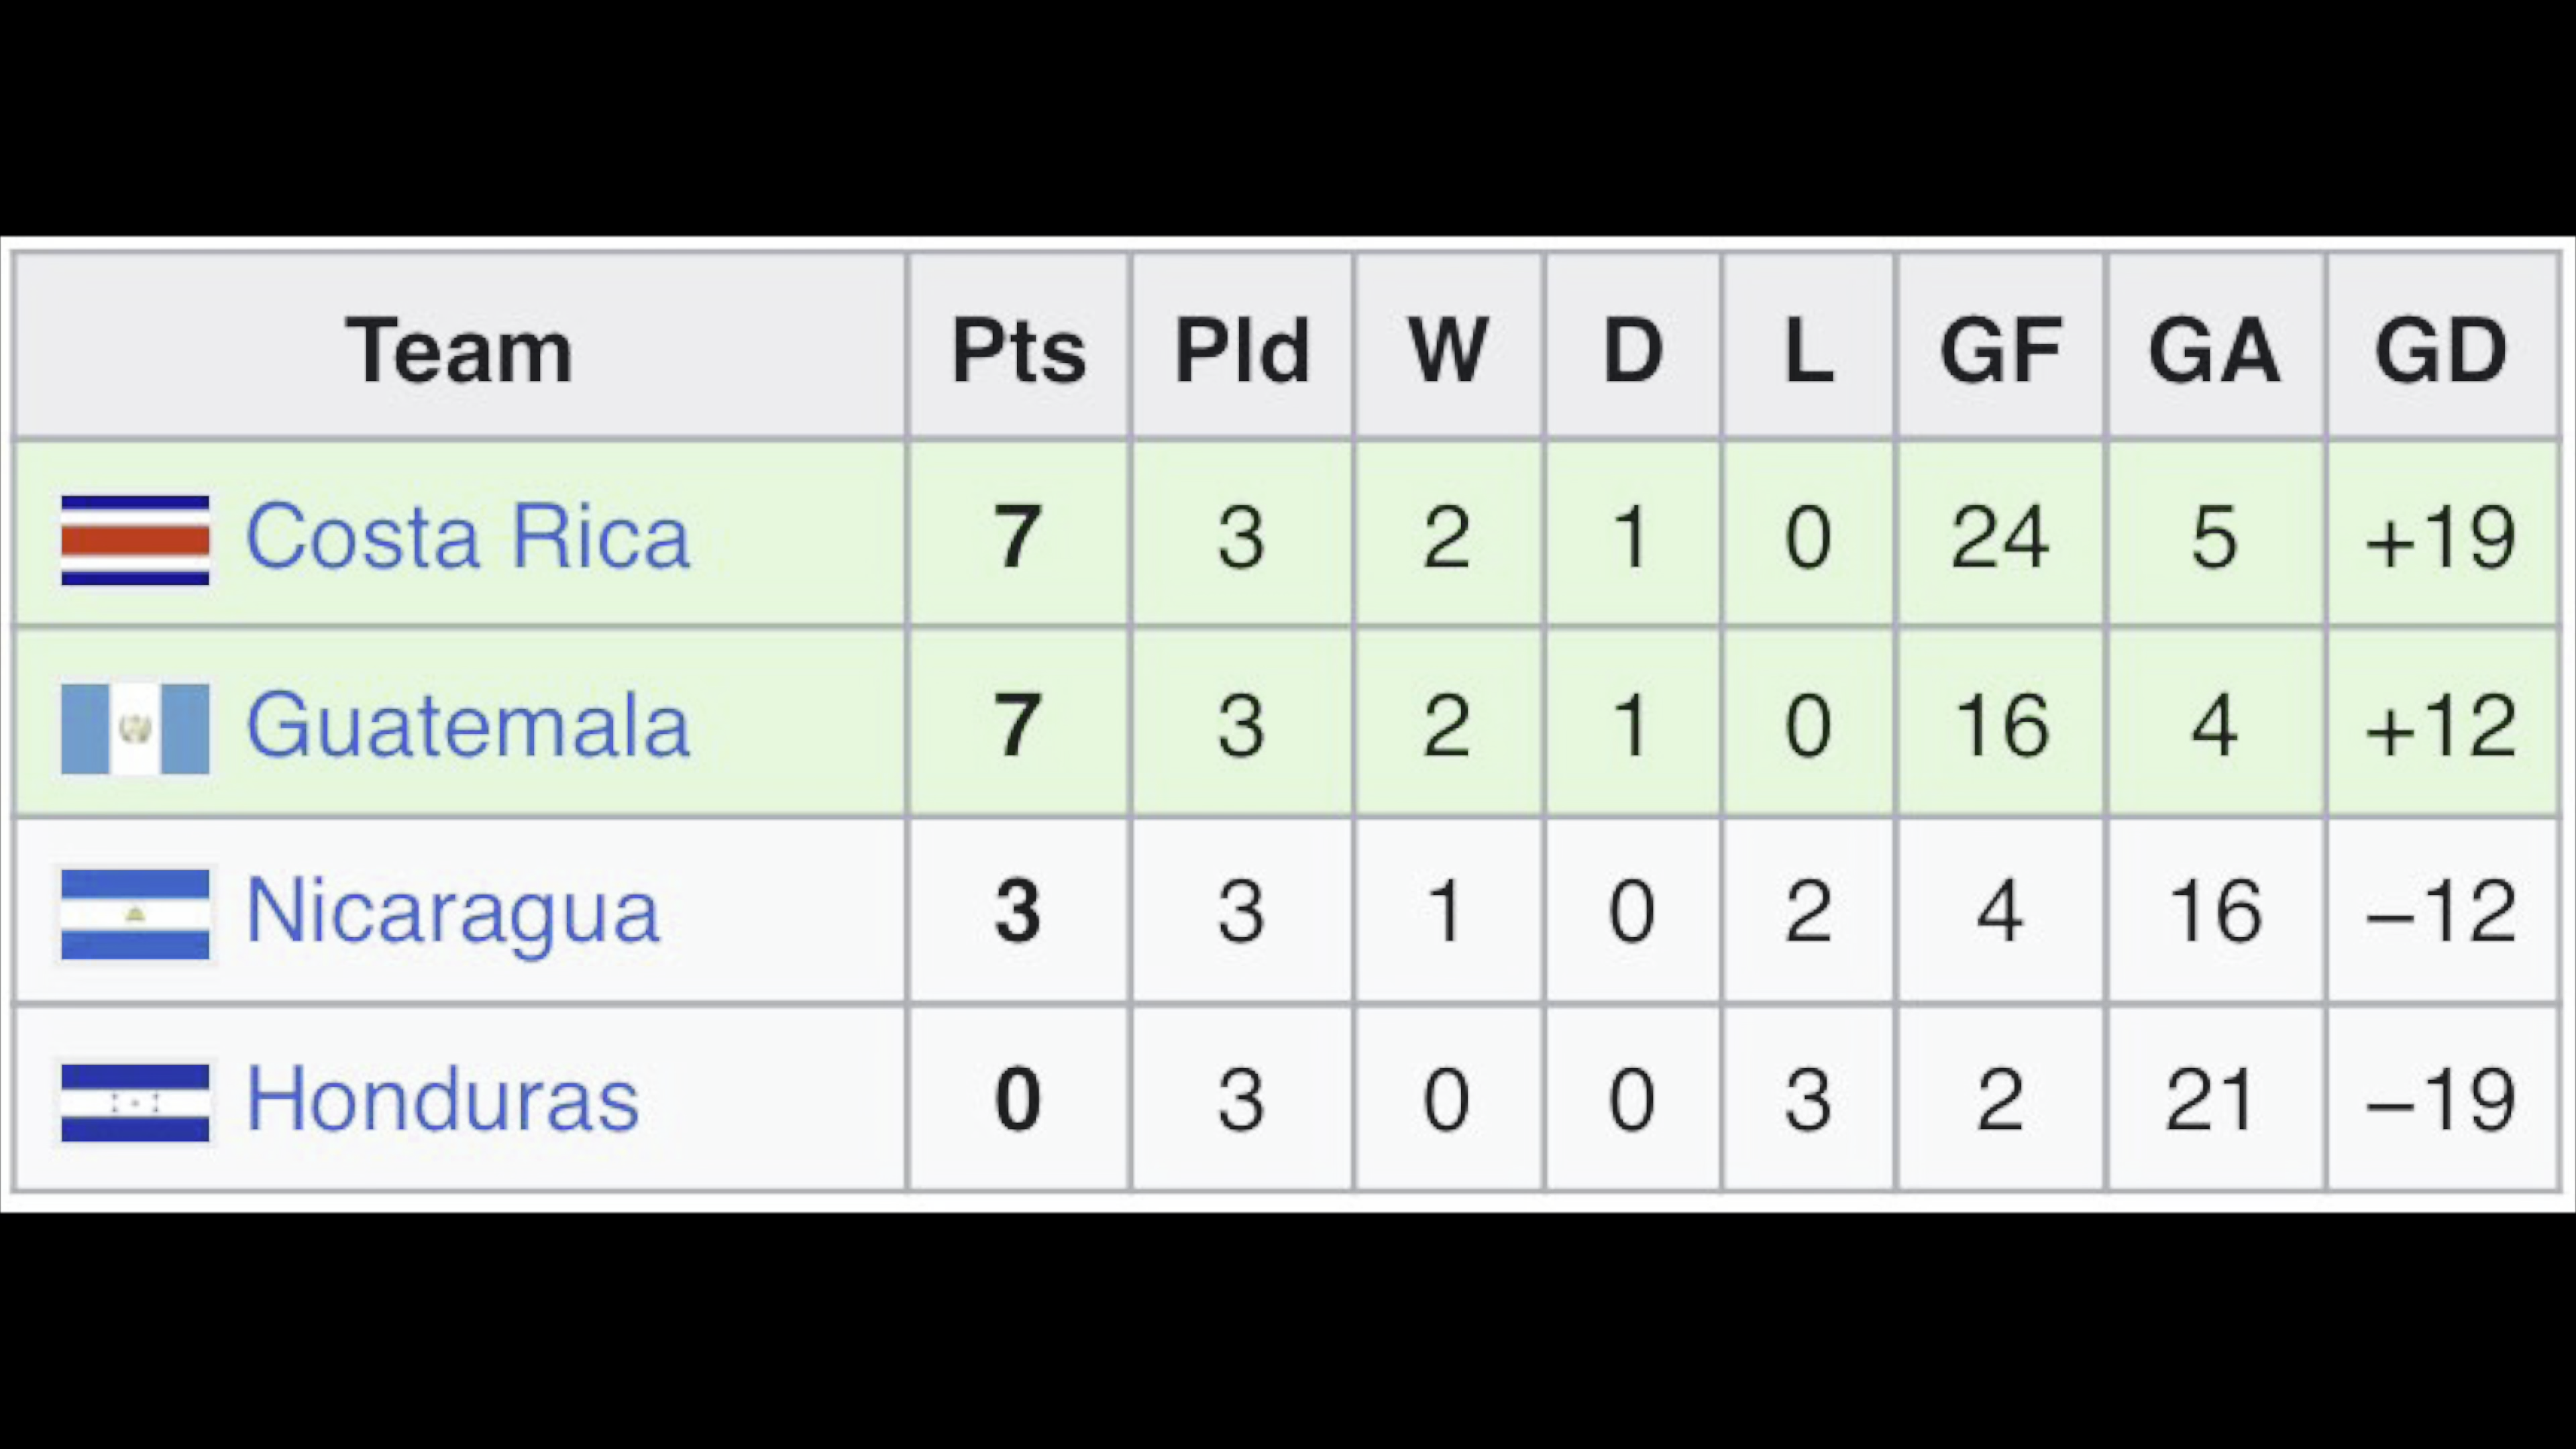 Team Pts Pld W D L GF GA GD
Costa Rica 7 3 2 1 0 24 5 +19
Guatemala 7 3 2 1 0 16 4 +12
Nicaragua 3 3 1 0 2 4 16 −12
Honduras 0 3 0 0 3 2 21 −19